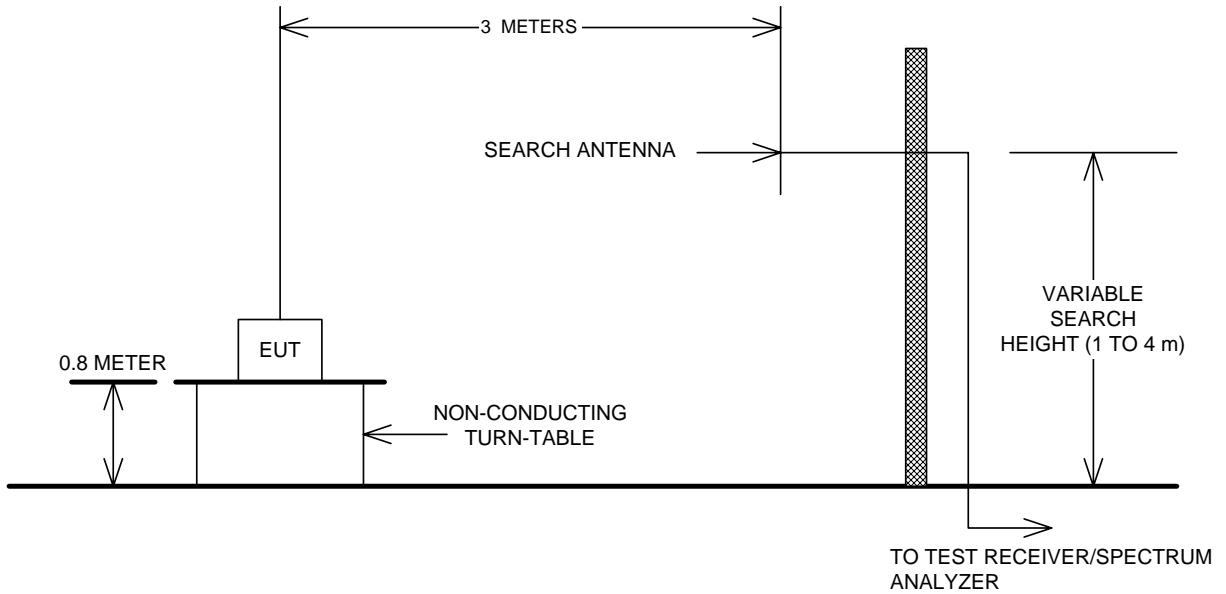 3 METERS
SEARCH ANTENNA
VARIABLE
SEARCH
HEIGHT (1 TO 4 m)
EUT
0.8 METER
NON-CONDUCTING
TURN-TABLE
TO TEST RECEIVER/SPECTRUM
ANALYZER